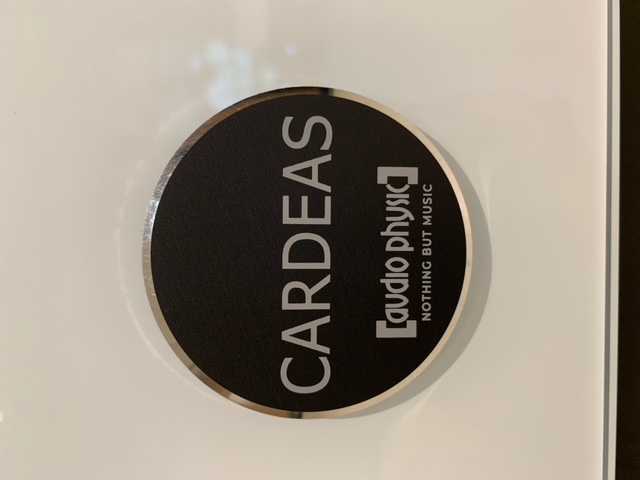 CARDEAS
[audio physic]
NOTHING BUT MUSIC